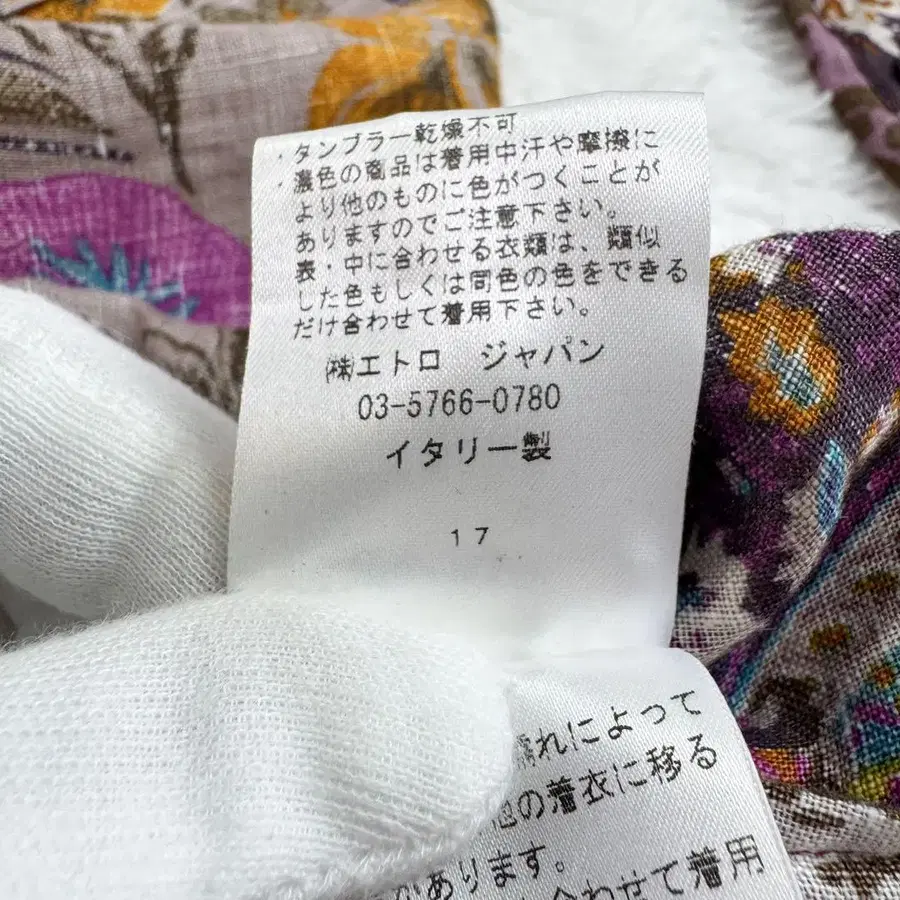 ・タンブラー乾燥不可
・濃色の商品は着用中汗や摩擦に
より他のものに色がつくことが
ありますのでご注意下さい。
表・中に合わせる衣類は、類似
した色もしくは同色の色をできる
だけ合わせて着用下さい。
㈱エトロ ジャパン
03-5766-0780
イタリー製
17
れによって
の着衣に移る
があります。
合わせて着用